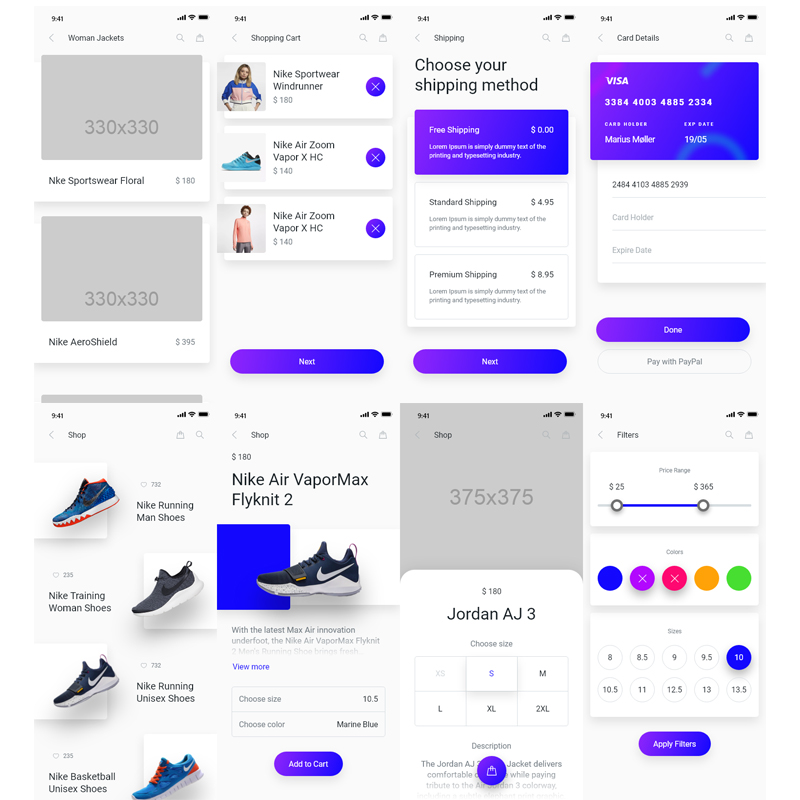 9:41
Woman Jackets
330x330
Nke Sportswear Floral
$ 180
330x330
Nike AeroShield
$ 395
9:41
Shopping Cart
Nike Sportwear
Windrunner
$ 180
Nike Air Zoom
Vapor X HC
$ 140
Nike Air Zoom
Vapor X HC
$ 140
Next
9:41
Shipping
Choose your
shipping method
Free Shipping
$ 0.00
Lorem Ipsum is simply dummy text of the
printing and typesetting industry.
Standard Shipping
$ 4.95
Lorem Ipsum is simply dummy text of the
printing and typesetting industry.
Premium Shipping
$ 8.95
Lorem Ipsum is simply dummy text of the
printing and typesetting industry.
Next
9:41
Card Details
VISA
3384 4003 4885 2334
CARD HOLDER
EXP DATE
Marius Møller
19/05
2484 4103 4885 2939
Card Holder
Expire Date
Done
Pay with PayPal
9:41
Shop
732
Nike Running
Man Shoes
235
Nike Training
Woman Shoes
732
Nike Running
Unisex Shoes
235
Nike Basketball
Unisex Shoes
9:41
Shop
$ 180
Nike Air VaporMax
Flyknit 2
With the latest Max Air innovation
underfoot, the Nike Air VaporMax Flyknit
2 Men's Running Shoe brings fresh...
View more
Choose size
10.5
Choose color
Marine Blue
Add to Cart
9:41
Shop
375x375
$ 180
Jordan AJ 3
Choose size
XS
S
M
L
XL
2XL
Description
The Jordan AJ Jacket delivers
comfortable while paying
tribute to the Air Jordan 3 colorway,
9:41
Filters
Price Range
$ 25
$ 365
Colors
Sizes
8
8.5
9
9.5
10
10.5
11
12.5
13
13.5
Apply Filters